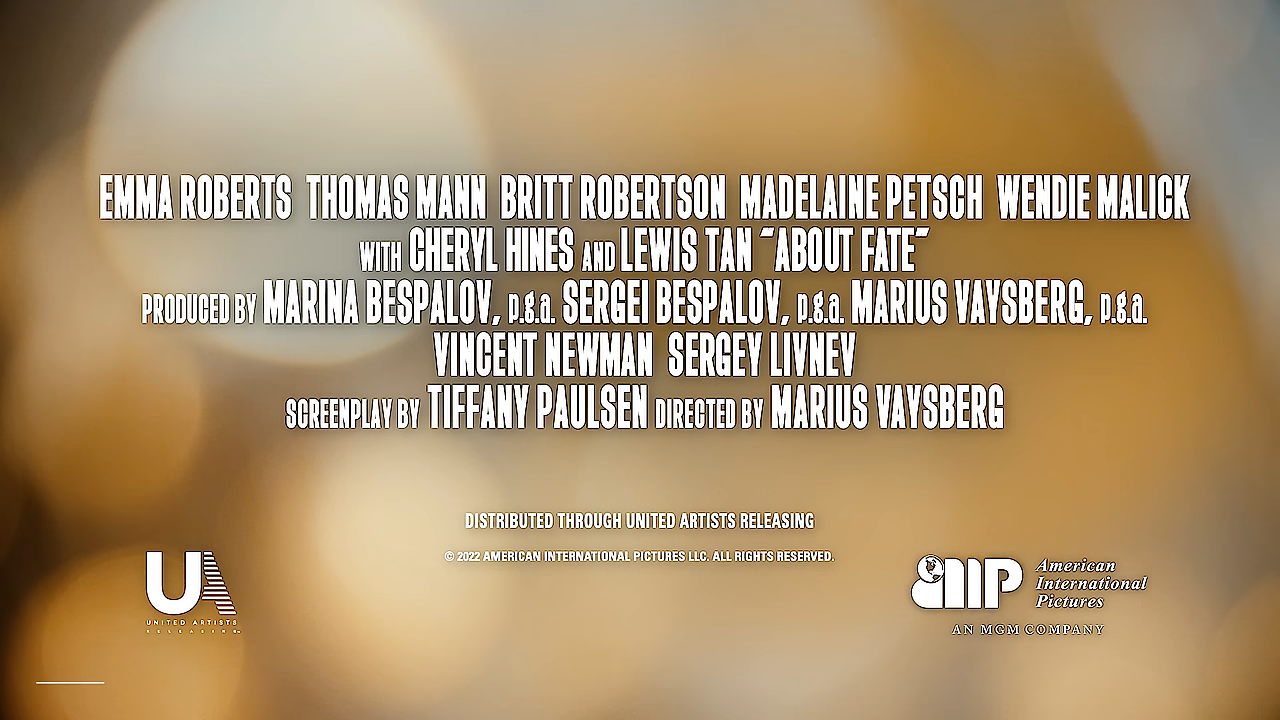 EMMA ROBERTS THOMAS MANN BRITT ROBERTSON MADELAINE PETSCH WENDIE MALICK
WITH CHERYL HINES AND LEWIS TAN "ABOUT FATE"
PRODUCED BY MARINA BESPALOV, p.g.a. SERGEI BESPALOV, p.g.a. MARIUS VAYSBERG, p.g.a.
VINCENT NEWMAN SERGEY LIVNEV
SCREENPLAY BY TIFFANY PAULSEN DIRECTED BY MARIUS VAYSBERG
DISTRIBUTED THROUGH UNITED ARTISTS RELEASING
© 2022 AMERICAN INTERNATIONAL PICTURES LLC. ALL RIGHTS RESERVED.
UA
UNITED ARTISTS
RELEASING
AIP
American
International
Pictures
AN MGM COMPANY